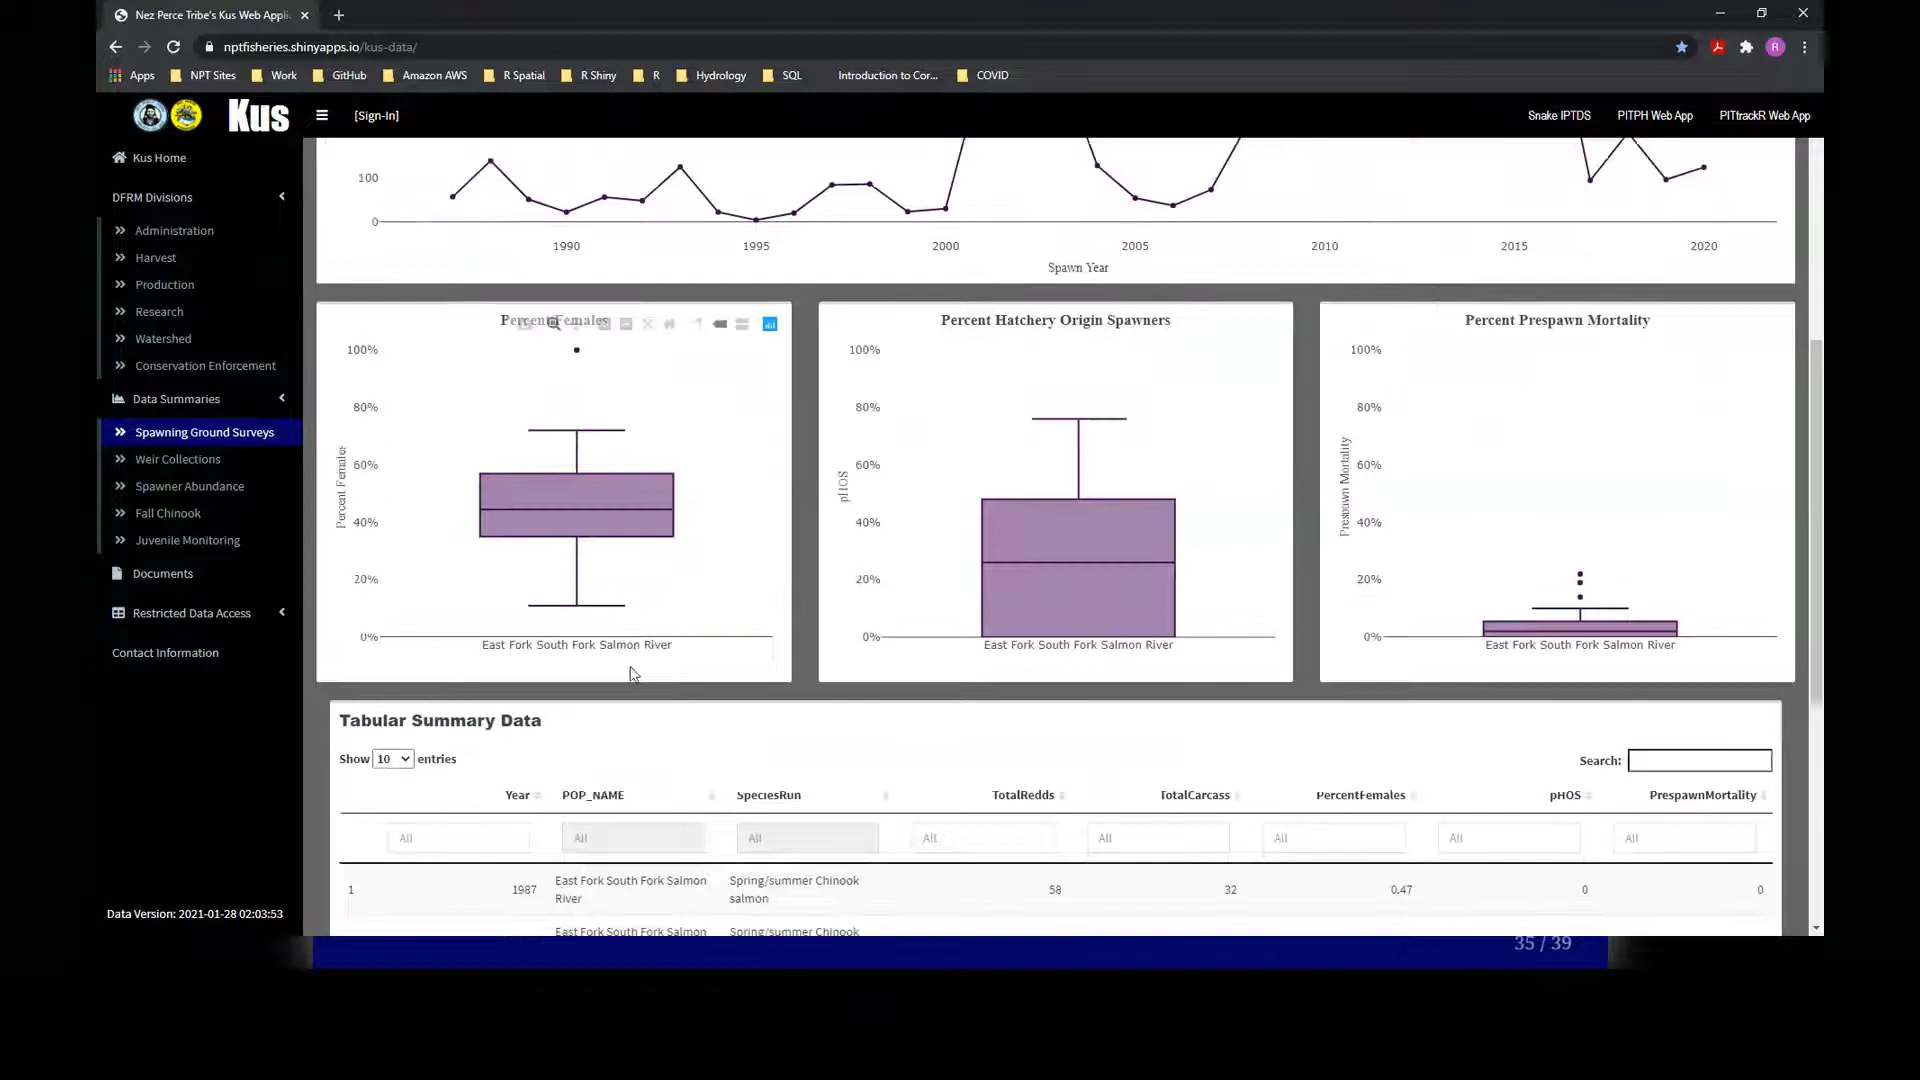 Nez Perce Tribe's Kus Web Appli
nptfisheries.shinyapps.io/kus-data/
Apps NPT Sites Work GitHub Amazon AWS R Spatial R Shiny R Hydrology SQL Introduction to Cor... COVID
R
Kus [Sign-In] Snake IPTDS PITPH Web App PITtrackR Web App
Kus Home
DFRM Divisions
Administration
Harvest
Production
Research
Watershed
Conservation Enforcement
Data Summaries
Spawning Ground Surveys
Weir Collections
Spawner Abundance
Fall Chinook
Juvenile Monitoring
Documents
Restricted Data Access
Contact Information
Data Version: 2021-01-28 02:03:53
100
0
1990 1995 2000 2005 2010 2015 2020
Spawn Year
Percent Females
100%
80%
60%
40%
20%
0%
Percent Females
East Fork South Fork Salmon River
Percent Hatchery Origin Spawners
100%
80%
60%
40%
20%
0%
pHOS
East Fork South Fork Salmon River
Percent Prespawn Mortality
100%
80%
60%
40%
20%
0%
Prespawn Mortality
East Fork South Fork Salmon River
Tabular Summary Data
Show 10 entries
Search:
Year POP_NAME SpeciesRun TotalRedds TotalCarcass PercentFemales pHOS PrespawnMortality
All All All All All All All All
1 1987 East Fork South Fork Salmon River Spring/summer Chinook salmon 58 32 0.47 0 0
East Fork South Fork Salmon Spring/summer Chinook
35 / 39